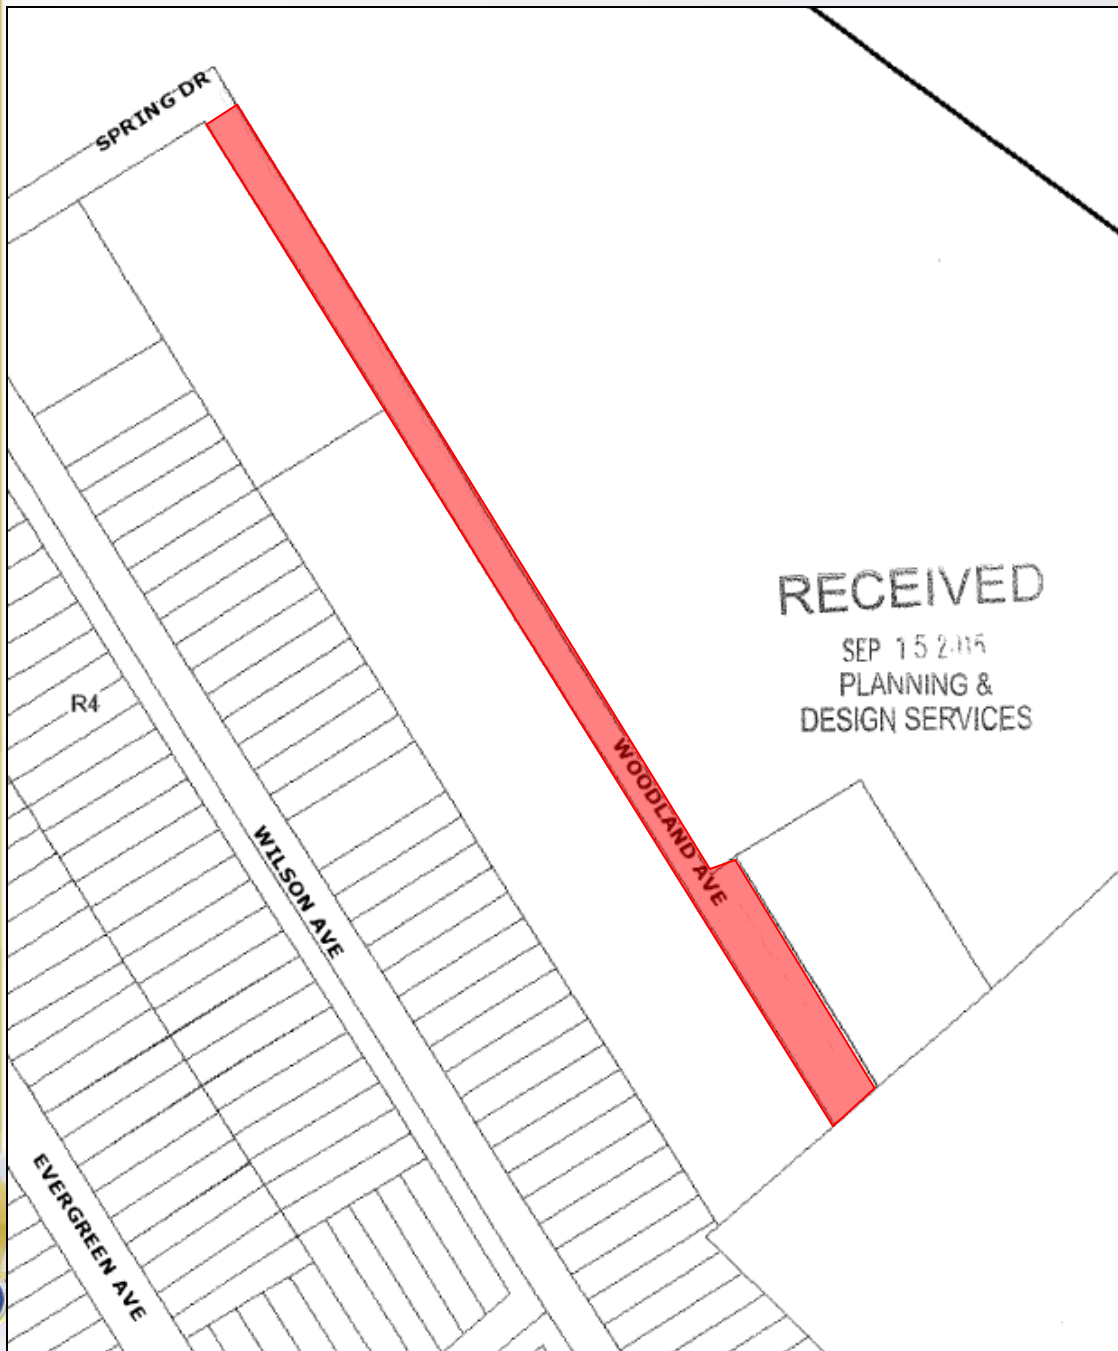 SPRING DR
RECEIVED
SEP 15
PLANNING &
DESIGN SERVICES
R4
WOODLAND AVE
WILSON AVE
EVERGREEN AVE